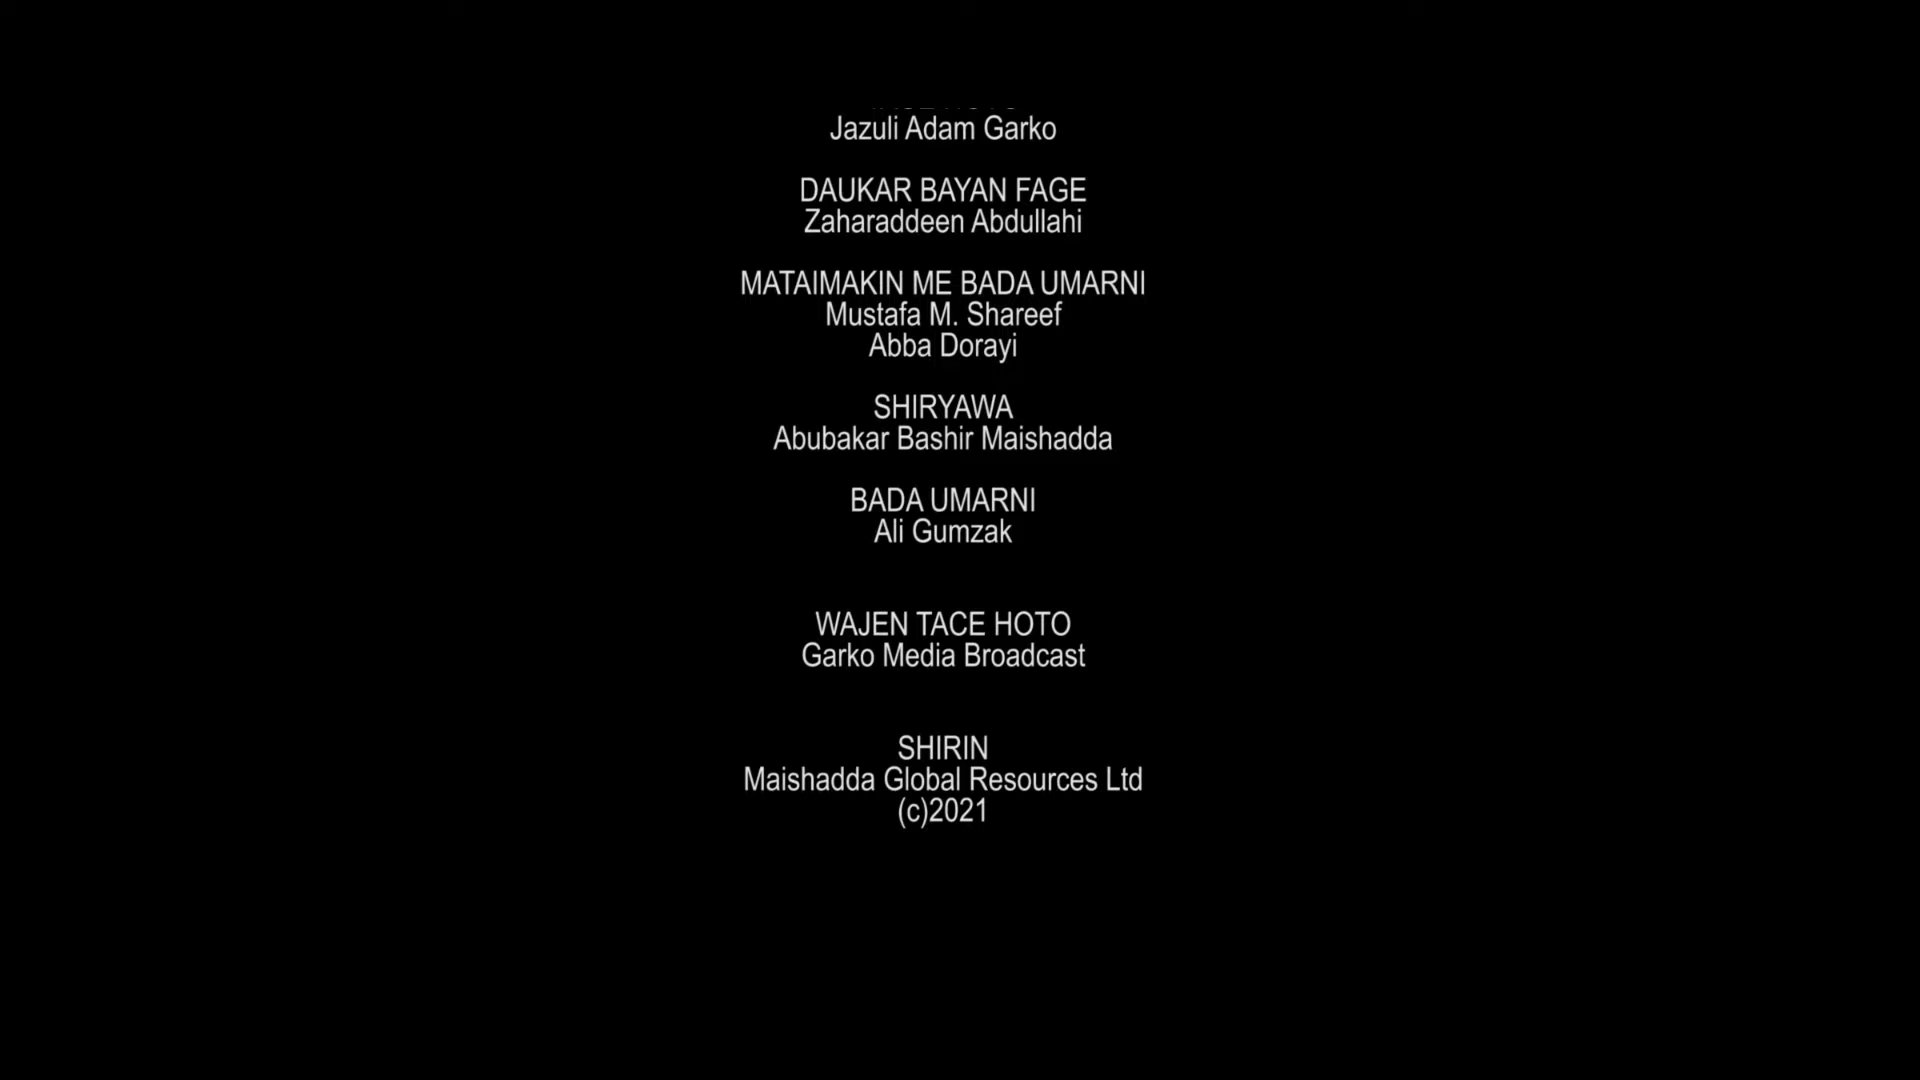 Jazuli Adam Garko
DAUKAR BAYAN FAGE
Zaharaddeen Abdullahi
MATAIMAKIN ME BADA UMARNI
Mustafa M. Shareef
Abba Dorayi
SHIRYAWA
Abubakar Bashir Maishadda
BADA UMARNI
Ali Gumzak
WAJEN TACE HOTO
Garko Media Broadcast
SHIRIN
Maishadda Global Resources Ltd
(c)2021